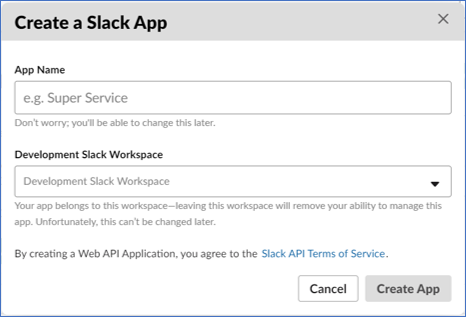 Create a Slack App
App Name
e.g. Super Service
Don't worry; you'll be able to change this later.
Development Slack Workspace
Development Slack Workspace
Your app belongs to this workspace—leaving this workspace will remove your ability to manage this
app. Unfortunately, this can't be changed later.
By creating a Web API Application, you agree to the Slack API Terms of Service.
Cancel Create App